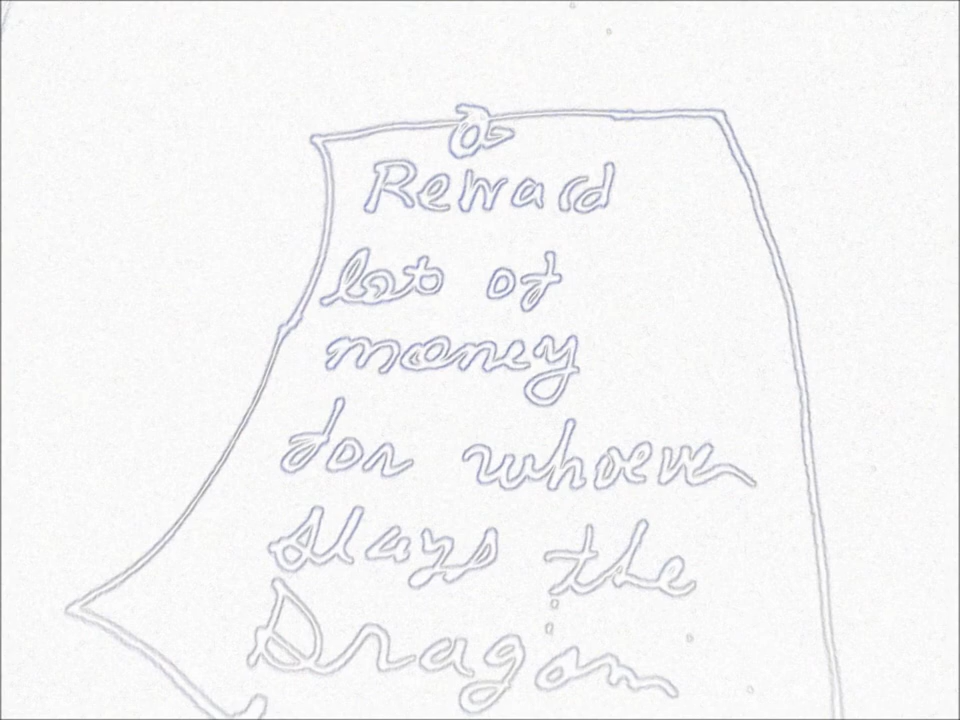 a
Reward
lot of
money
for whoever
slays the
Dragon